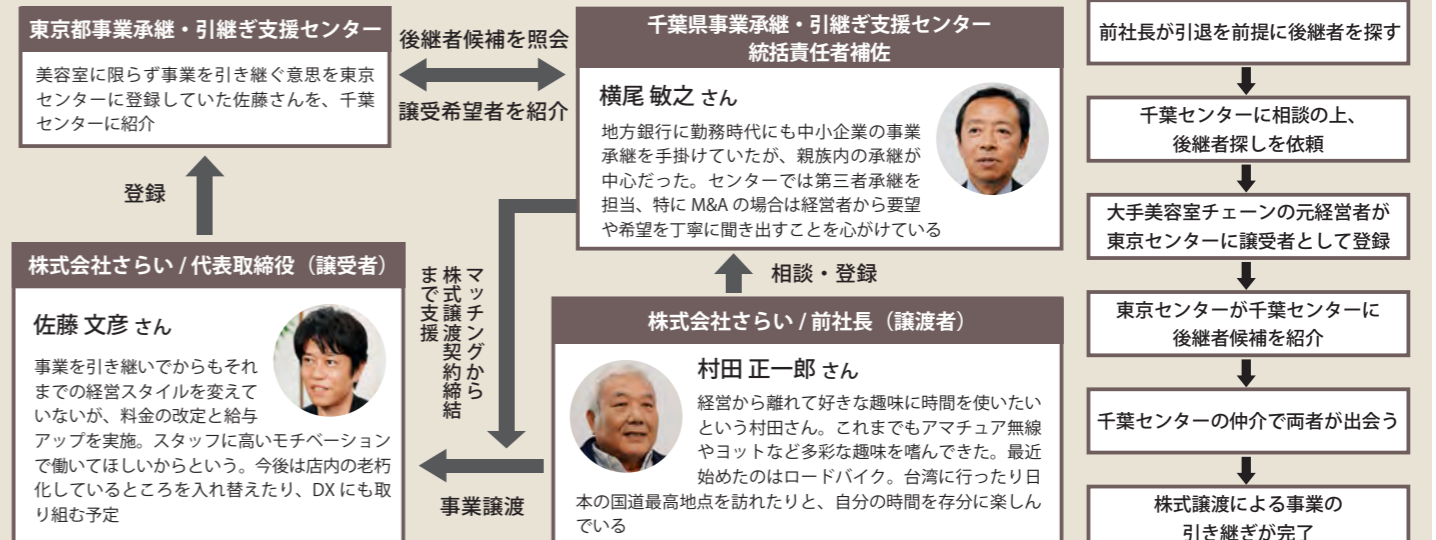 東京都事業承継・引継ぎ支援センター
美容室に限らず事業を引き継ぐ意思を東京
センターに登録していた佐藤さんを、千葉
センターに紹介
後継者候補を照会
譲受希望者を紹介
千葉県事業承継・引継ぎ支援センター
統括責任者補佐
横尾 敏之 さん
地方銀行に勤務時代にも中小企業の事業
承継を手掛けていたが、親族内の承継が
中心だった。センターでは第三者承継を
担当、特に M&A の場合は経営者から要望
や希望を丁寧に聞き出すことを心がけている
登録
株式会社さらい / 代表取締役（譲受者）
佐藤 文彦 さん
事業を引き継いでからもそれ
までの経営スタイルを変えて
いないが、料金の改定と給与
アップを実施。スタッフに高いモチベーション
で働いてほしいからという。今後は店内の老朽
化しているところを入れ替えたり、DX にも取
り組む予定
マッチングから
株式譲渡契約締結
まで支援
事業譲渡
相談・登録
株式会社さらい / 前社長（譲渡者）
村田 正一郎 さん
経営から離れて好きな趣味に時間を使いたい
という村田さん。これまでもアマチュア無線
やヨットなど多彩な趣味を嗜んできた。最近
始めたのはロードバイク。台湾に行ったり日
本の国道最高地点を訪れたりと、自分の時間を存分に楽しん
でいる
前社長が引退を前提に後継者を探す
千葉センターに相談の上、
後継者探しを依頼
大手美容室チェーンの元経営者が
東京センターに譲受者として登録
東京センターが千葉センターに
後継者候補を紹介
千葉センターの仲介で両者が出会う
株式譲渡による事業の
引き継ぎが完了